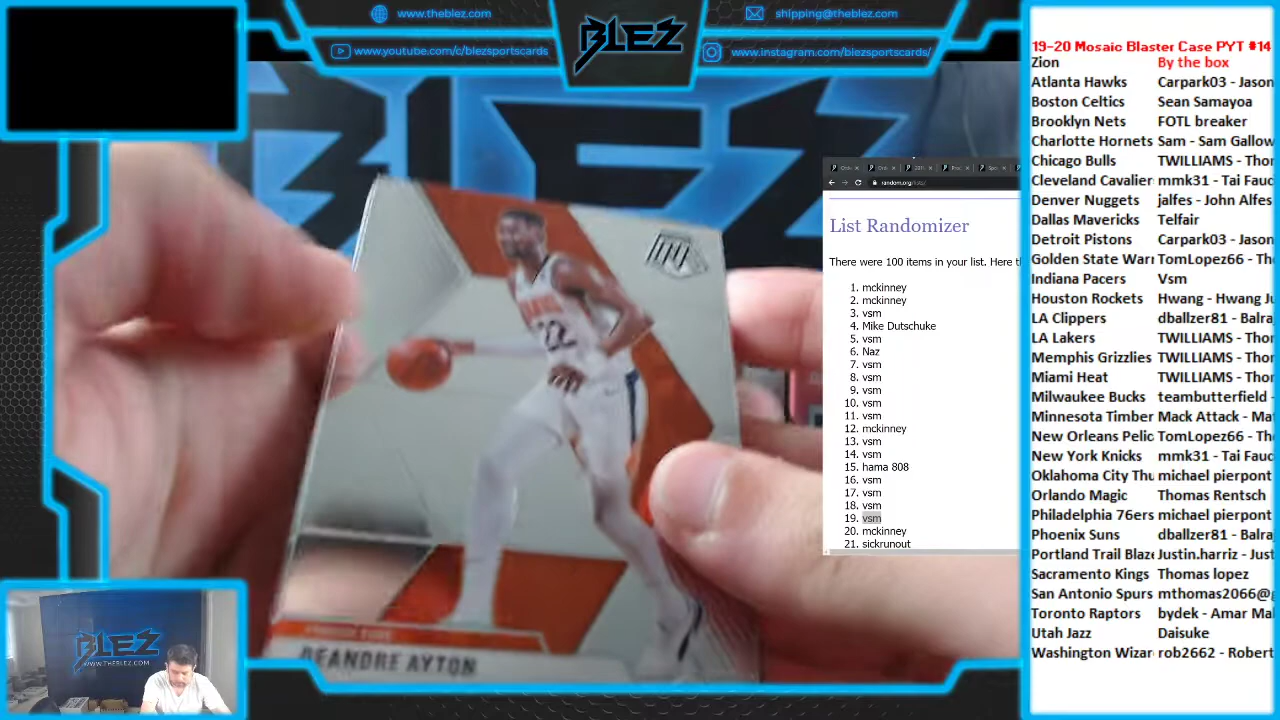 www.theblez.com
www.youtube.com/c/blezsportscards
BLEZ
shipping@theblez.com
www.instagram.com/blezsportscards/
22
DEANDRE AYTON
BLEZ
WWW.THEBLEZ.COM
random.org/lists/
List Randomizer
There were 100 items in your list. Here
1. mckinney
2. mckinney
3. vsm
4. Mike Dutschuke
5. vsm
6. Naz
7. vsm
8. vsm
9. vsm
10. vsm
11. vsm
12. mckinney
13. vsm
14. vsm
15. hama 808
16. vsm
17. vsm
18. vsm
19. vsm
20. mckinney
21. sickrunout
19-20 Mosaic Blaster Case PYT #14
Zion By the box
Atlanta Hawks Carpark03 - Jason
Boston Celtics Sean Samayoa
Brooklyn Nets FOTL breaker
Charlotte Hornets Sam - Sam Gallow
Chicago Bulls TWILLIAMS - Tho
Cleveland Cavalier mmk31 - Tai Fauc
Denver Nuggets jalfes - John Alfes
Dallas Mavericks Telfair
Detroit Pistons Carpark03 - Jason
Golden State Warr TomLopez66 - Th
Indiana Pacers Vsm
Houston Rockets Hwang - Hwang Ju
LA Clippers dballzer81 - Balra
LA Lakers TWILLIAMS - Tho
Memphis Grizzlies TWILLIAMS - Tho
Miami Heat TWILLIAMS - Tho
Milwaukee Bucks teambutterfield -
Minnesota Timber Mack Attack - Ma
New Orleans Pelic TomLopez66 - Th
New York Knicks mmk31 - Tai Fauc
Oklahoma City Thu michael pierpont
Orlando Magic Thomas Rentsch
Philadelphia 76ers michael pierpont
Phoenix Suns dballzer81 - Balra
Portland Trail Blaz Justin.harriz - Just
Sacramento Kings Thomas lopez
San Antonio Spurs mthomas2066@g
Toronto Raptors bydek - Amar Mal
Utah Jazz Daisuke
Washington Wizar rob2662 - Robert